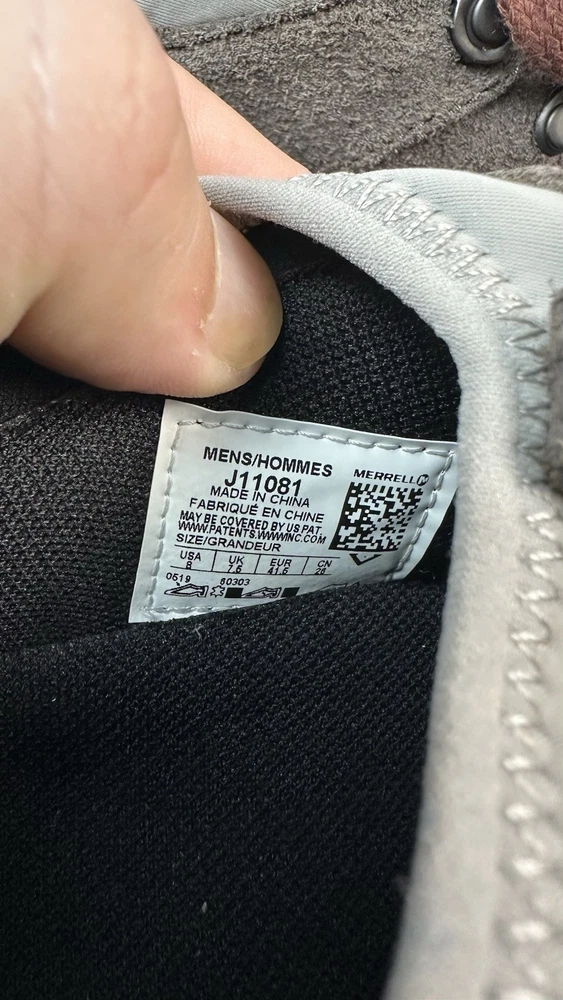 MENS/HOMMES
J11081
MERRELL
MADE IN CHINA
FABRIQUÉ EN CHINE
MAY BE COVERED BY US PAT
WWW.PATENTS.WWWINC.COM
SIZE/GRANDEUR
USA UK EUR CN
8 7.5 41.5 26
0519 60303